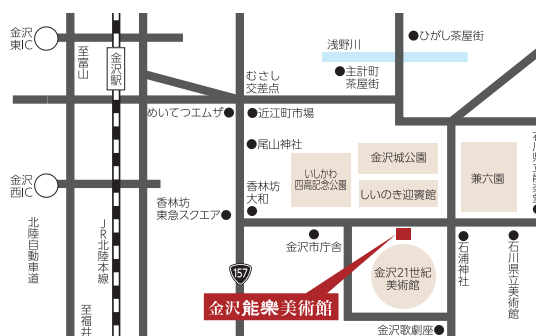 金沢
東IC
至富山
金沢駅
浅野川
ひがし茶屋街
主計町
茶屋街
むさし
交差点
めいてつエムザ
近江町市場
尾山神社
いしかわ
四高記念公園
金沢城公園
しいのき迎賓館
兼六園
金沢
西IC
香林坊
東急スクエア
香林坊
大和
北陸自動車道
JR北陸本線
至福井
金沢市庁舎
157
金沢21世紀
美術館
石浦神社
石川県立美術館
金沢能樂美術館
金沢歌劇座